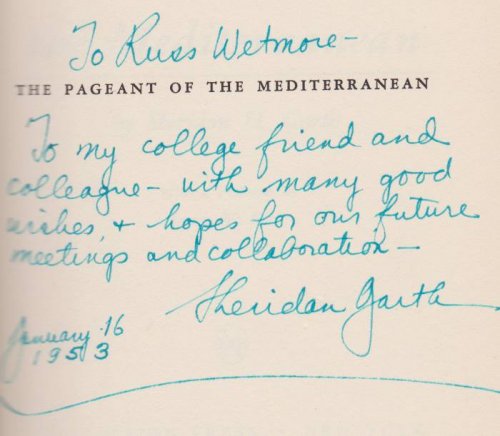 To Russ Wetmore –
THE PAGEANT OF THE MEDITERRANEAN
To my college friend and
colleague – with many good
wishes, + hopes for our future
meetings and collaboration –
Sheridan Garth
January 16
1953